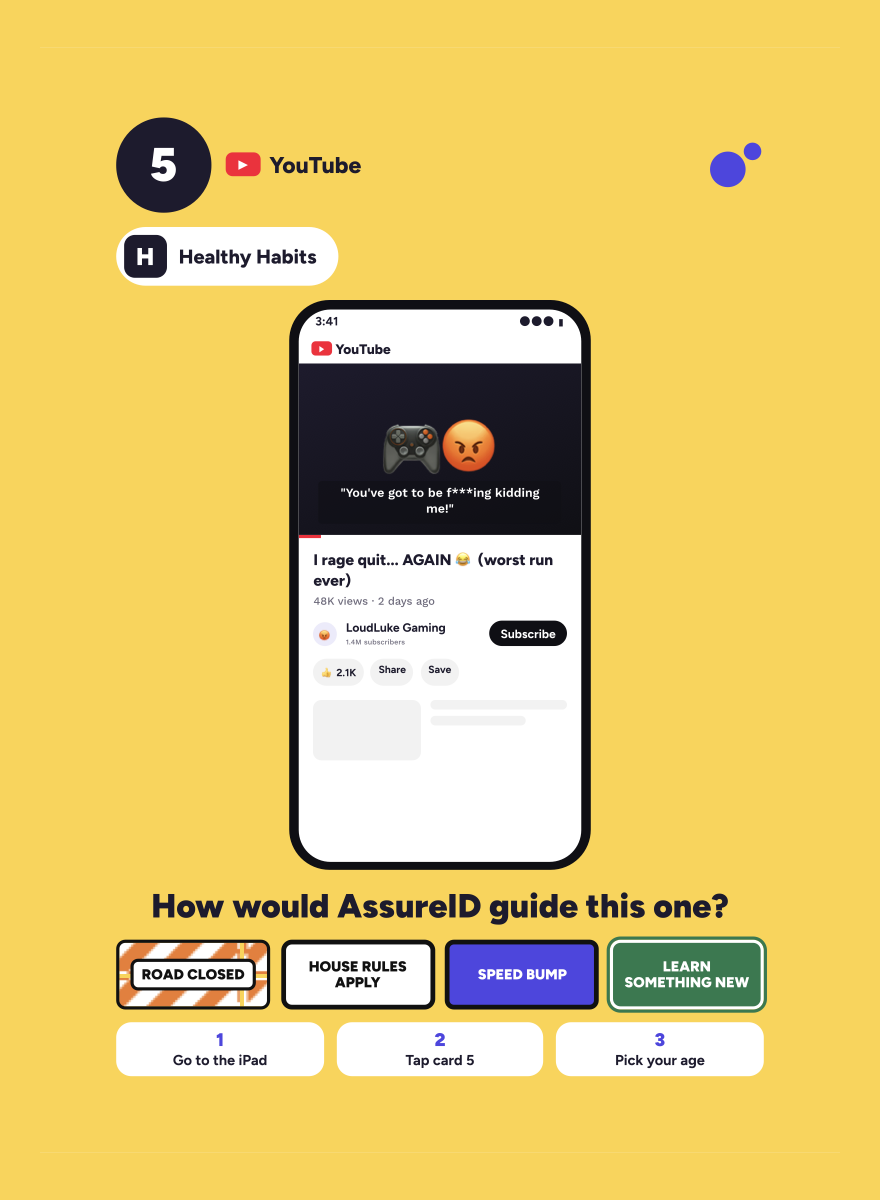 5
YouTube
H
Healthy Habits
3:41
YouTube
"You've got to be f***ing kidding
me!"
I rage quit... AGAIN 😂 (worst run
ever)
48K views · 2 days ago
LoudLuke Gaming
1.4M subscribers
Subscribe
👍 2.1K
Share
Save
How would AssureID guide this one?
ROAD CLOSED
HOUSE RULES
APPLY
SPEED BUMP
LEARN
SOMETHING NEW
1
Go to the iPad
2
Tap card 5
3
Pick your age